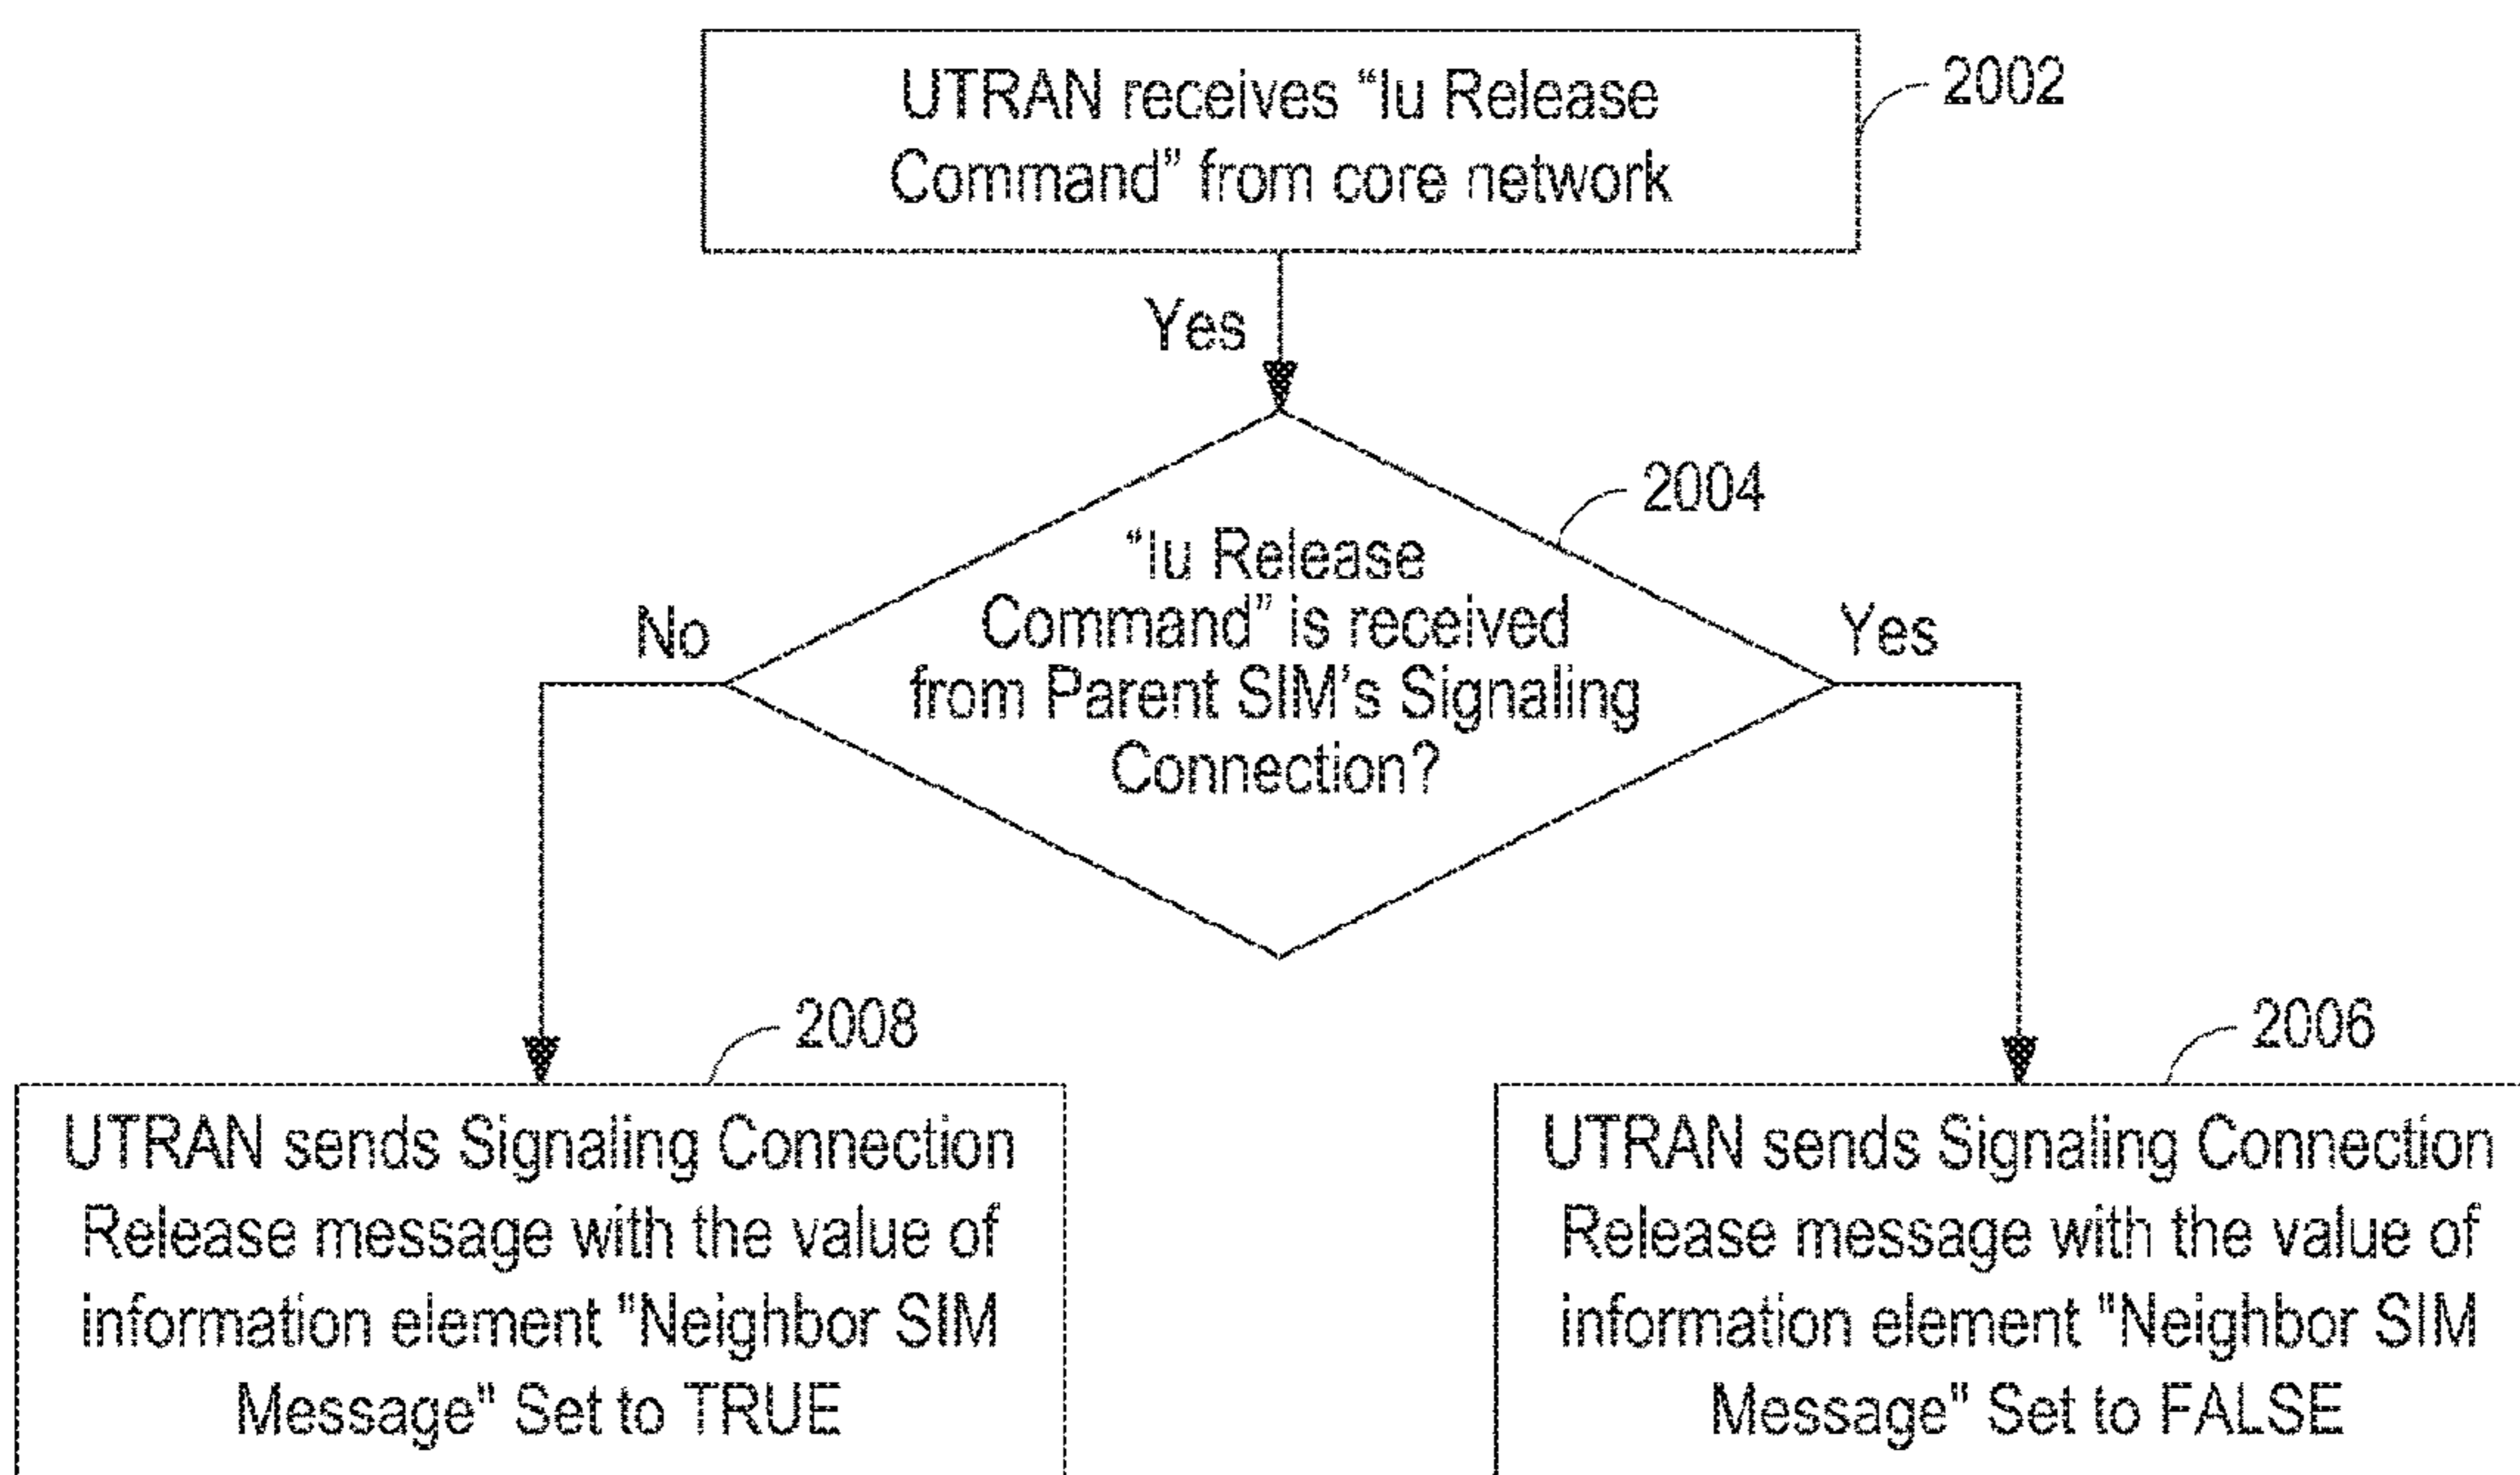 UTRAN receives “Iu Release
Command” from core network
2002
Yes
2004
“Iu Release
Command” is received
from Parent SIM’s Signaling
Connection?
No
Yes
2008
UTRAN sends Signaling Connection
Release message with the value of
information element "Neighbor SIM
Message" Set to TRUE
2006
UTRAN sends Signaling Connection
Release message with the value of
information element "Neighbor SIM
Message" Set to FALSE